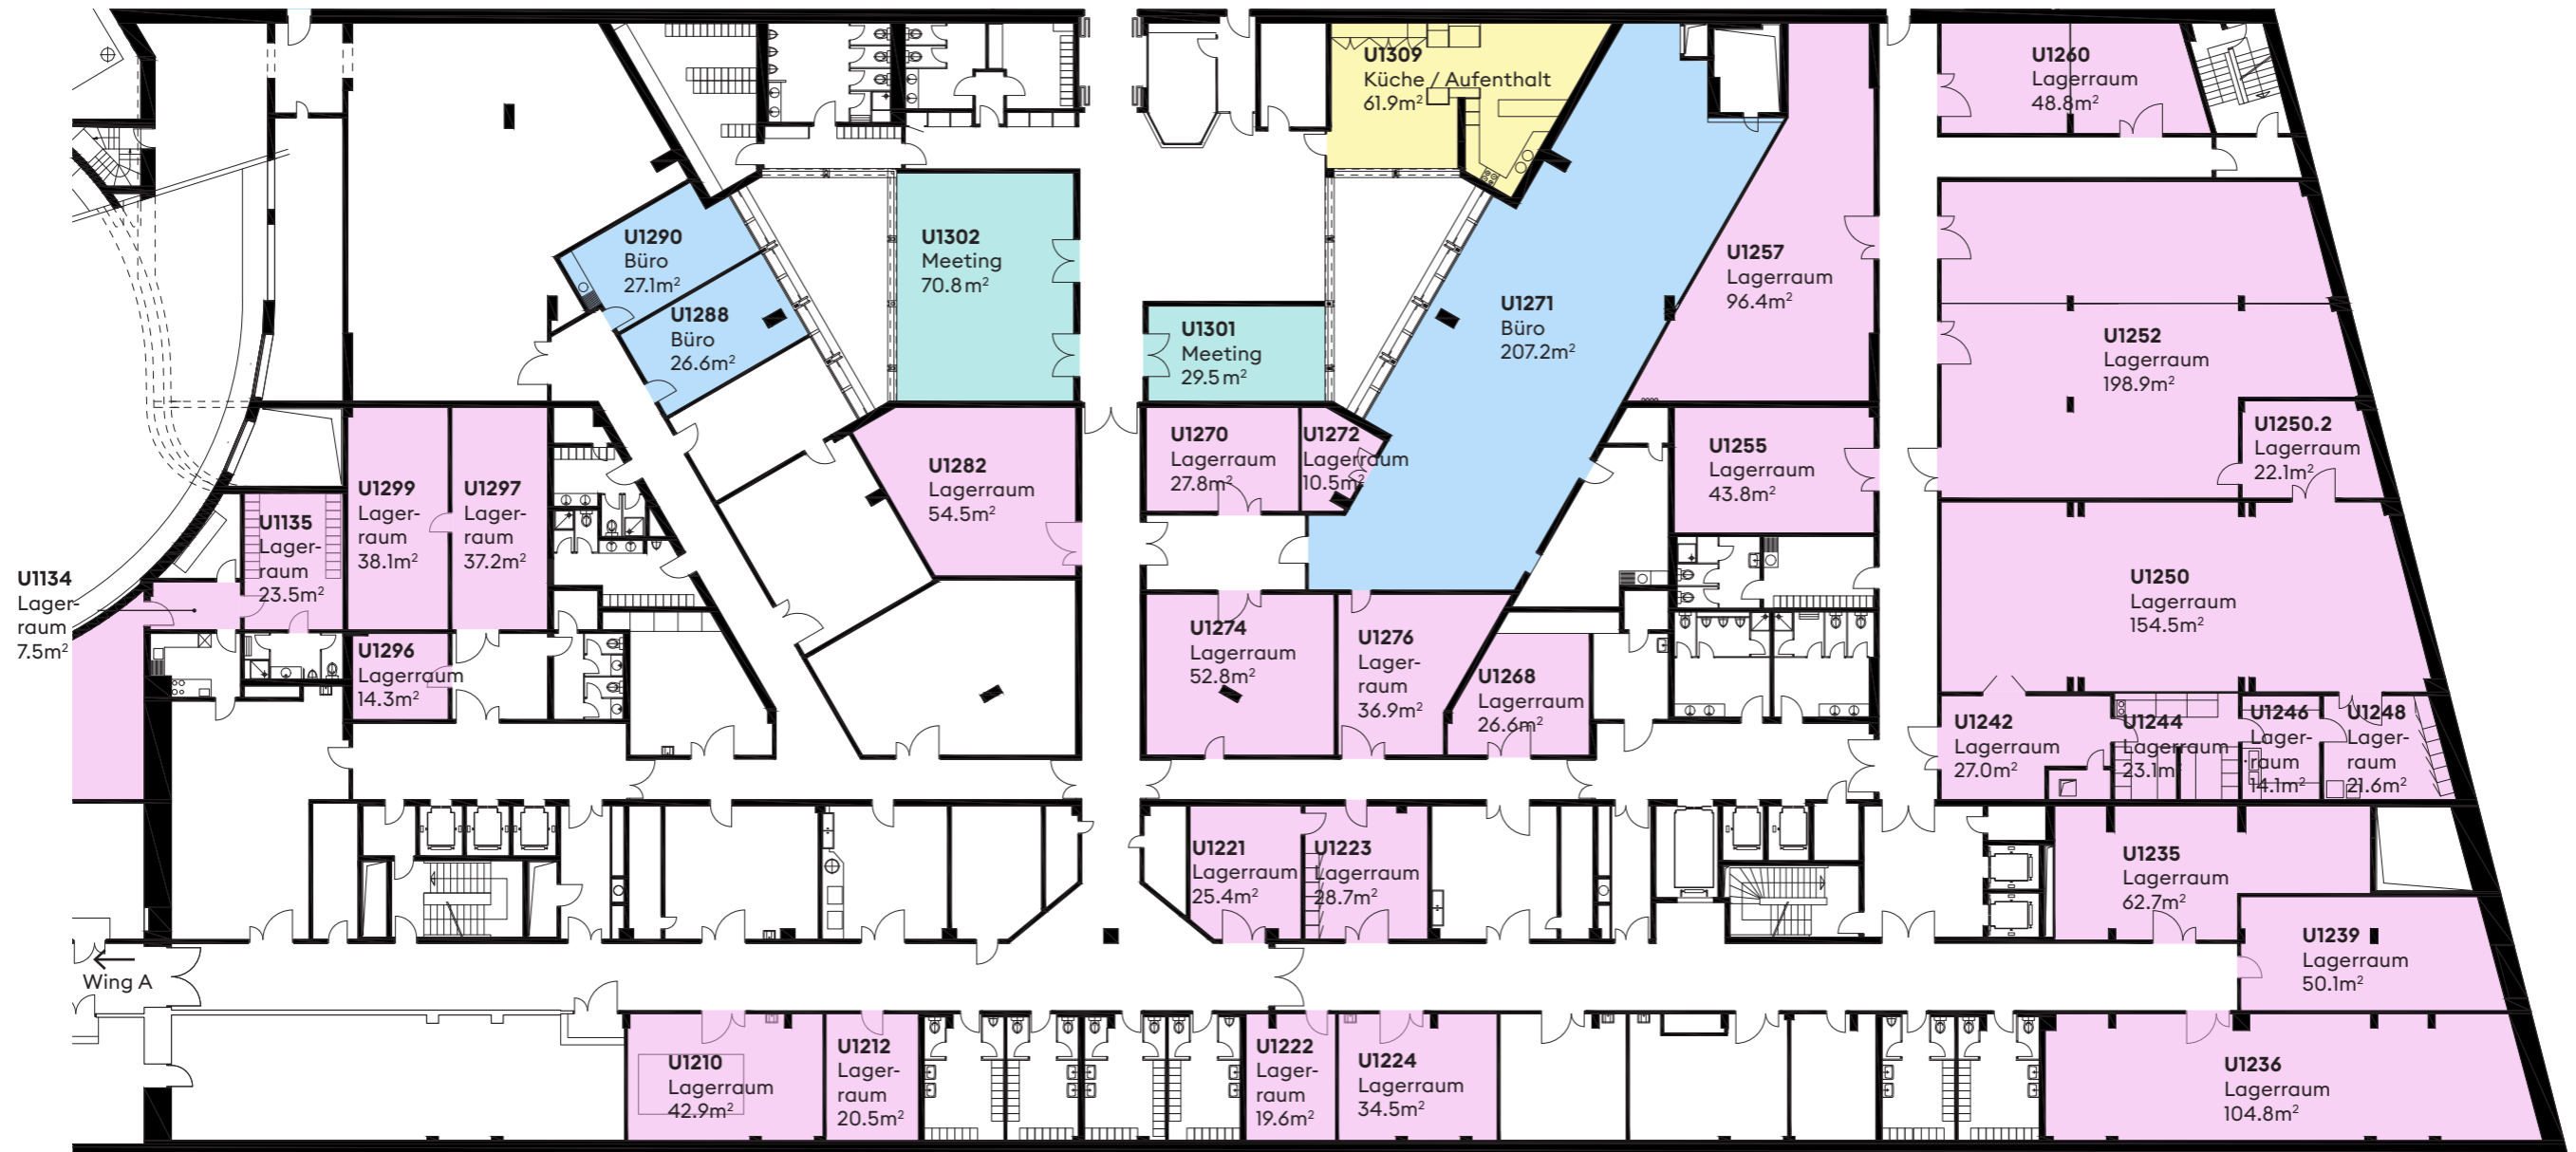 U1309
Küche / Aufenthalt
61.9m²
U1260
Lagerraum
48.8m²
U1290
Büro
27.1m²
U1302
Meeting
70.8m²
U1257
Lagerraum
96.4m²
U1288
Büro
26.6m²
U1301
Meeting
29.5m²
U1271
Büro
207.2m²
U1252
Lagerraum
198.9m²
U1250.2
Lagerraum
22.1m²
U1270
Lagerraum
27.8m²
U1272
Lagerraum
10.5m²
U1255
Lagerraum
43.8m²
U1282
Lagerraum
54.5m²
U1299
Lager-
raum
38.1m²
U1297
Lager-
raum
37.2m²
U1135
Lager-
raum
23.5m²
U1134
Lager-
raum
7.5m²
U1250
Lagerraum
154.5m²
U1296
Lagerraum
14.3m²
U1274
Lagerraum
52.8m²
U1276
Lager-
raum
36.9m²
U1268
Lagerraum
26.6m²
U1242
Lagerraum
27.0m²
U1244
Lagerraum
23.1m²
U1246
Lager-
raum
14.1m²
U1248
Lager-
raum
21.6m²
U1221
Lagerraum
25.4m²
U1223
Lagerraum
28.7m²
U1235
Lagerraum
62.7m²
U1239
Lagerraum
50.1m²
Wing A
U1210
Lagerraum
42.9m²
U1212
Lager-
raum
20.5m²
U1222
Lager-
raum
19.6m²
U1224
Lagerraum
34.5m²
U1236
Lagerraum
104.8m²